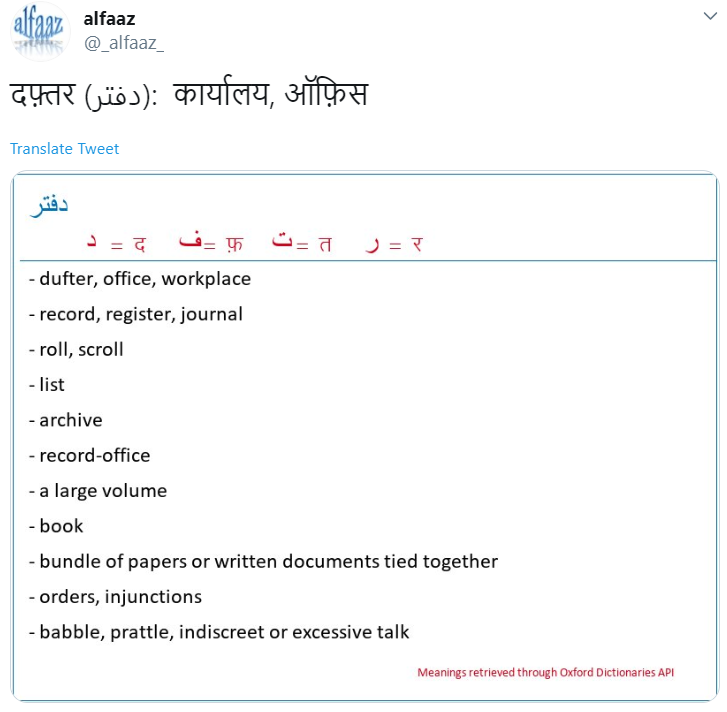 alfaaz
alfaaz
@_alfaaz_
दफ़्तर (دفتر): कार्यालय, ऑफ़िस
Translate Tweet
دفتر
د = द ف = फ़ ت = त ر = र
- dufter, office, workplace
- record, register, journal
- roll, scroll
- list
- archive
- record-office
- a large volume
- book
- bundle of papers or written documents tied together
- orders, injunctions
- babble, prattle, indiscreet or excessive talk
Meanings retrieved through Oxford Dictionaries API